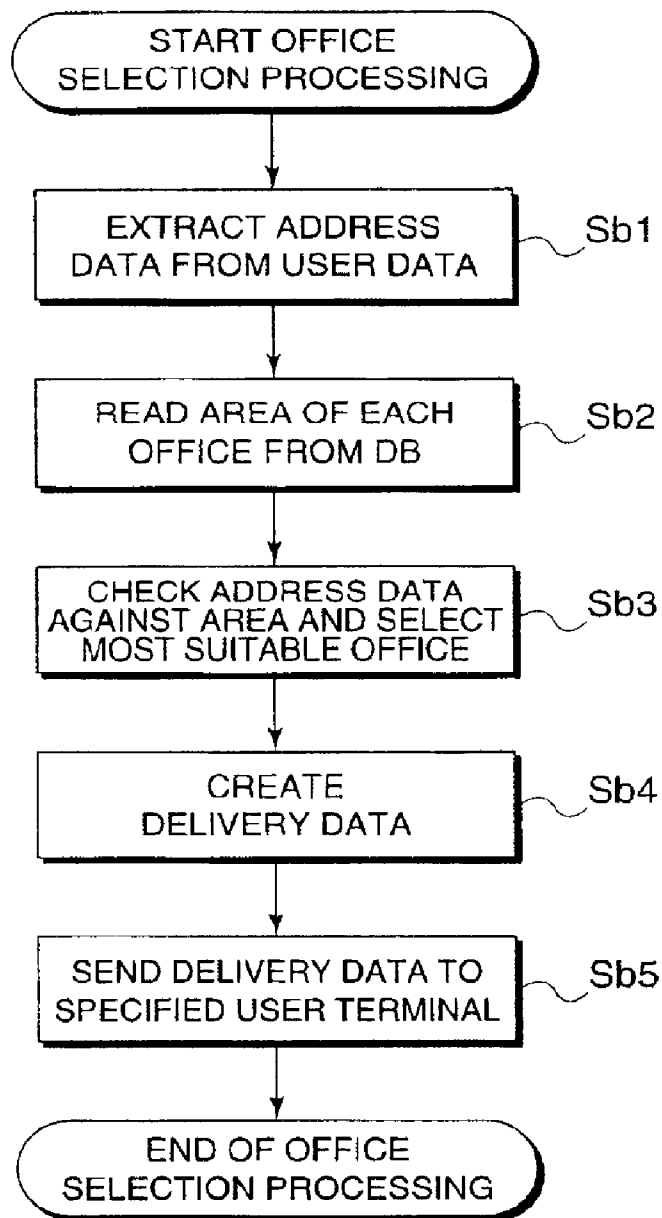 START OFFICE
SELECTION PROCESSING
EXTRACT ADDRESS
DATA FROM USER DATA
Sb1
READ AREA OF EACH
OFFICE FROM DB
Sb2
CHECK ADDRESS DATA
AGAINST AREA AND SELECT
MOST SUITABLE OFFICE
Sb3
CREATE
DELIVERY DATA
Sb4
SEND DELIVERY DATA TO
SPECIFIED USER TERMINAL
Sb5
END OF OFFICE
SELECTION PROCESSING